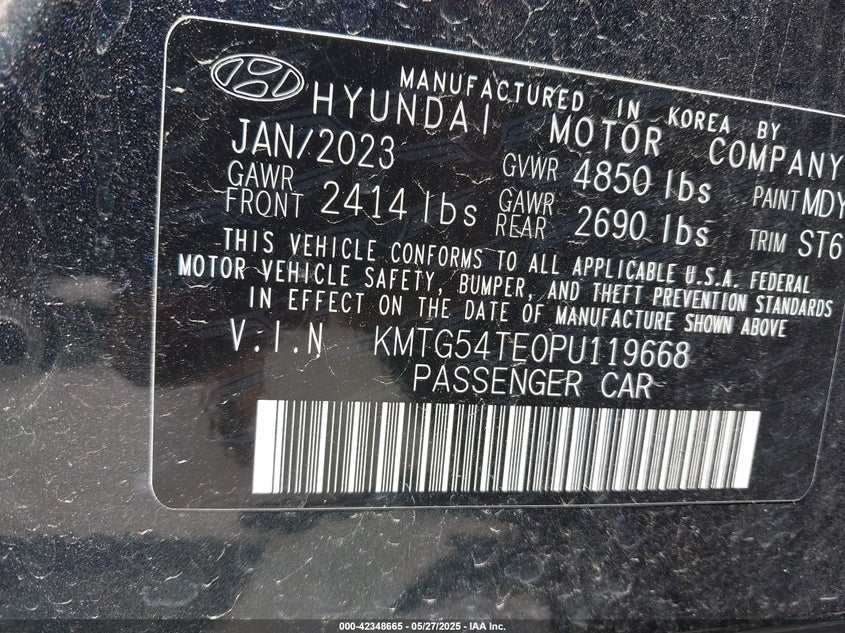 MANUFACTURED IN KOREA BY
HYUNDAI MOTOR COMPANY
JAN/2023 GVWR 4850 lbs PAINT MDY
GAWR FRONT 2414 lbs GAWR REAR 2690 lbs TRIM ST6
THIS VEHICLE CONFORMS TO ALL APPLICABLE U.S.A. FEDERAL
MOTOR VEHICLE SAFETY, BUMPER, AND THEFT PREVENTION STANDARDS
IN EFFECT ON THE DATE OF MANUFACTURE SHOWN ABOVE
V.I.N KMTG54TE0PU119668
PASSENGER CAR
000-42348665 - 05/27/2025 - IAA Inc.